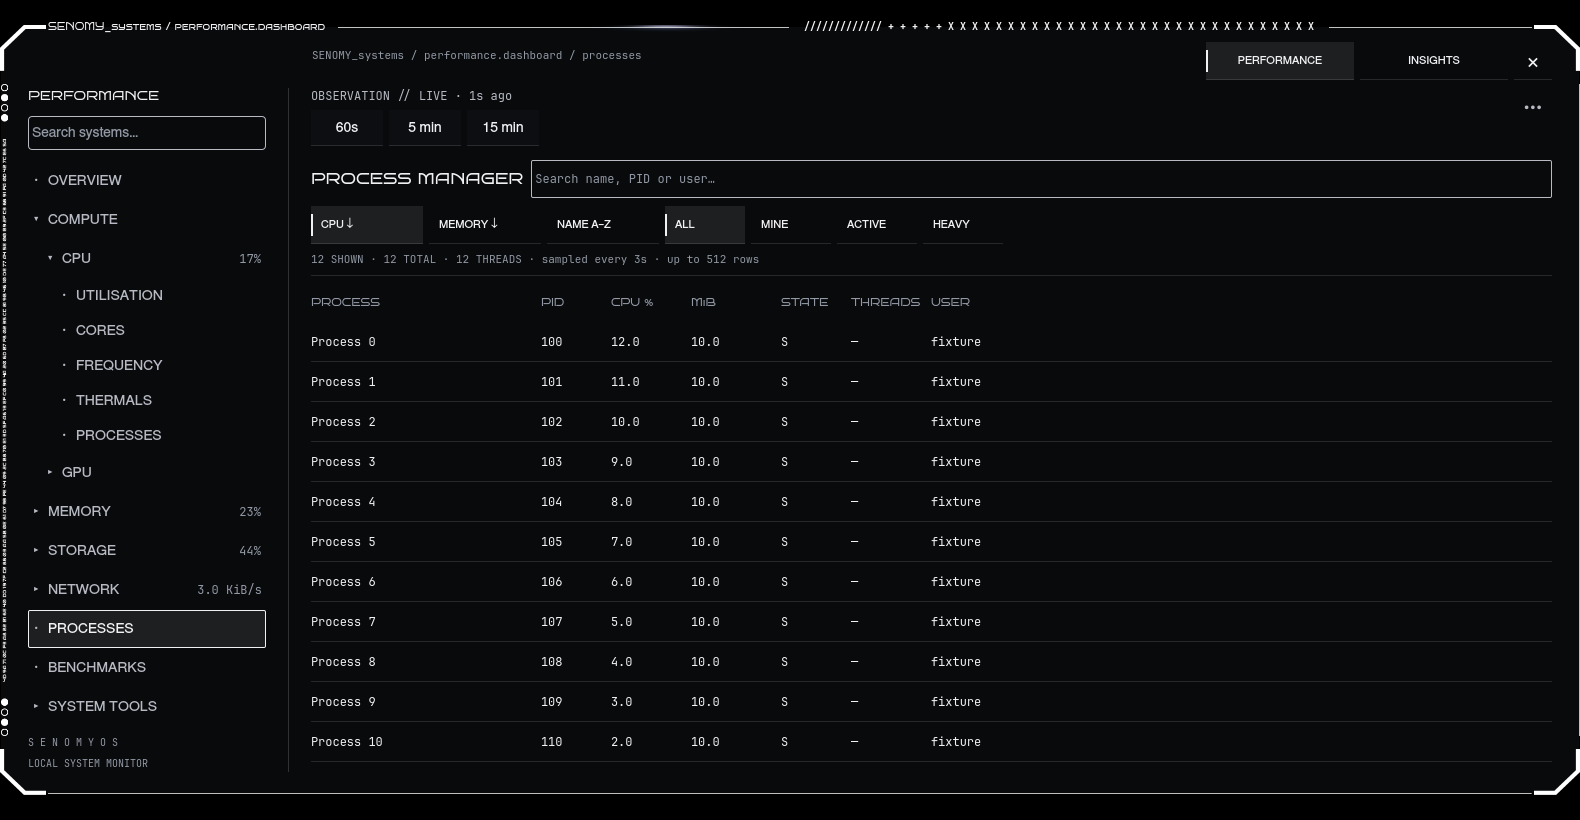 SENOMY_SYSTEMS / PERFORMANCE.DASHBOARD
///////////// + + + + + X X X X X X X X X X X X X X X X X X X X X X X X X X X X X X X
SENOMY_systems / performance.dashboard / processes
PERFORMANCE
INSIGHTS
×
PERFORMANCE
Search systems...
• OVERVIEW
▾ COMPUTE
▾ CPU 17%
• UTILISATION
• CORES
• FREQUENCY
• THERMALS
• PROCESSES
▸ GPU
▸ MEMORY 23%
▸ STORAGE 44%
▸ NETWORK 3.0 KiB/s
• PROCESSES
• BENCHMARKS
▸ SYSTEM TOOLS
S E N O M Y O S
LOCAL SYSTEM MONITOR
OBSERVATION // LIVE · 1s ago
•••
60s 5 min 15 min
PROCESS MANAGER
Search name, PID or user…
CPU↓ MEMORY↓ NAME A–Z ALL MINE ACTIVE HEAVY
12 SHOWN · 12 TOTAL · 12 THREADS · sampled every 3s · up to 512 rows
PROCESS PID CPU % MiB STATE THREADS USER
Process 0 100 12.0 10.0 S — fixture
Process 1 101 11.0 10.0 S — fixture
Process 2 102 10.0 10.0 S — fixture
Process 3 103 9.0 10.0 S — fixture
Process 4 104 8.0 10.0 S — fixture
Process 5 105 7.0 10.0 S — fixture
Process 6 106 6.0 10.0 S — fixture
Process 7 107 5.0 10.0 S — fixture
Process 8 108 4.0 10.0 S — fixture
Process 9 109 3.0 10.0 S — fixture
Process 10 110 2.0 10.0 S — fixture